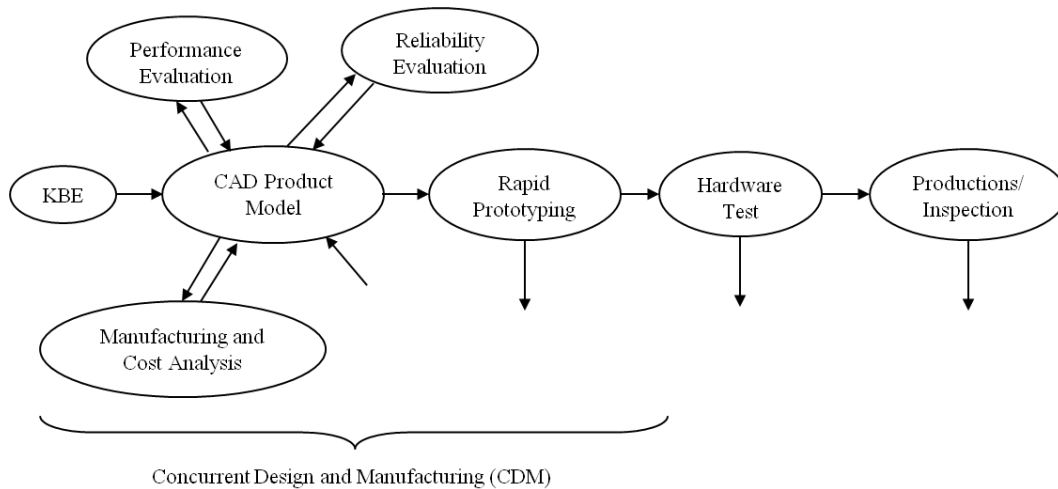 Performance
Evaluation
Reliability
Evaluation
KBE
CAD Product
Model
Rapid
Prototyping
Hardware
Test
Productions/
Inspection
Manufacturing and
Cost Analysis
Concurrent Design and Manufacturing (CDM)